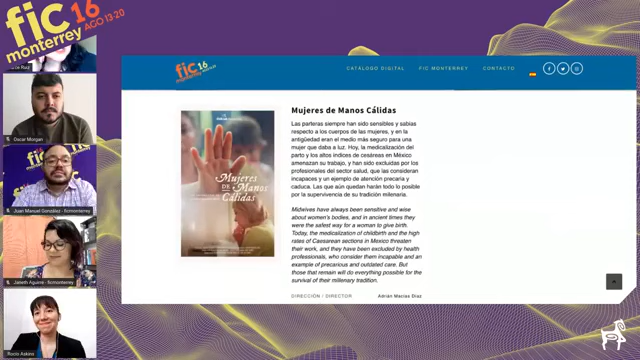 fic 16
monterrey AGO 13-20
Oscar Morgan
Juan Manuel González - ficmonterrey
Janeth Aguirre - ficmonterrey
Rocio Askins
fic 16
monterrey
CATÁLOGO DIGITAL FIC MONTERREY CONTACTO
Mujeres
DE Manos
Cálidas
Mujeres de Manos Cálidas
Las parteras siempre han sido sensibles y sabias
respecto a los cuerpos de las mujeres, y en la
antigüedad eran el medio más seguro para una
mujer que daba a luz. Hoy, la medicalización del
parto y los altos índices de cesáreas en México
amenazan su trabajo, y han sido excluidas por los
profesionales del sector salud, que las consideran
incapaces y un ejemplo de atención precaria y
caduca. Las que aún quedan harán todo lo posible
por la supervivencia de su tradición milenaria.
Midwives have always been sensitive and wise
about women's bodies, and in ancient times they
were the safest way for a woman to give birth.
Today, the medicalization of childbirth and the high
rates of Caesarean sections in Mexico threaten
their work, and they have been excluded by health
professionals, who consider them incapable and an
example of precarious and outdated care. But
those that remain will do everything possible for the
survival of their millenary tradition.
DIRECCIÓN / DIRECTOR Adrián Macías Díaz